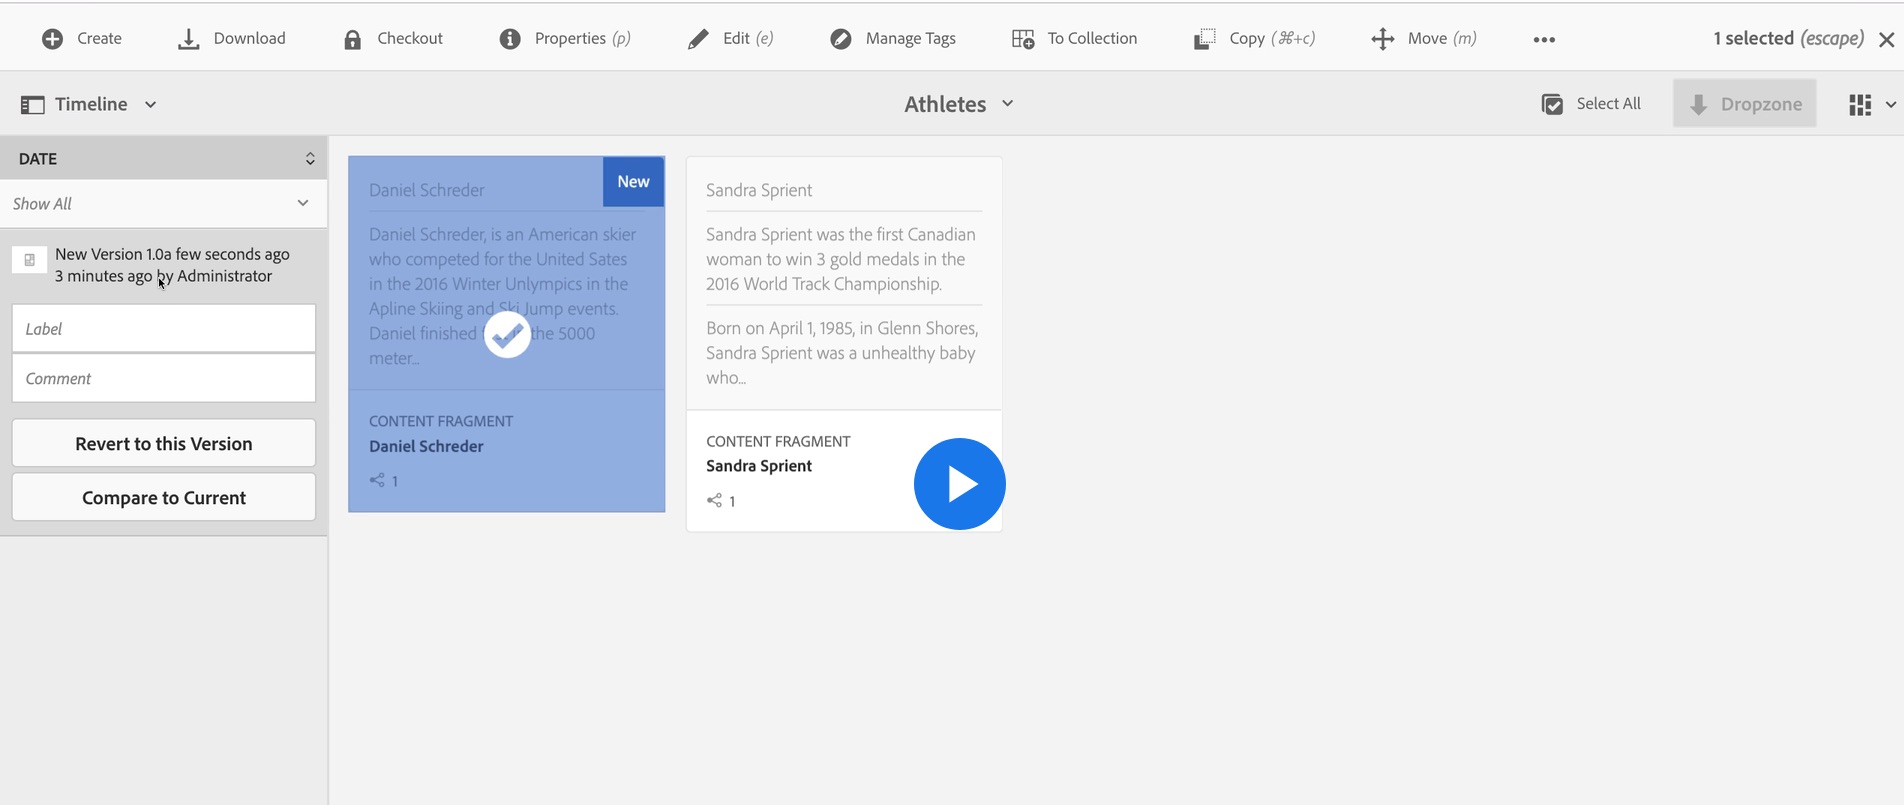 Create Download Checkout Properties (p) Edit (e) Manage Tags To Collection Copy (⌘+c) Move (m) ••• 1 selected (escape)
Timeline Athletes Select All Dropzone
DATE
Show All
New Version 1.0a few seconds ago
3 minutes ago by Administrator
Label
Comment
Revert to this Version
Compare to Current
New
Daniel Schreder
Daniel Schreder, is an American skier
who competed for the United Sates
in the 2016 Winter Unlympics in the
Apline Skiing and Ski Jump events.
Daniel finished the 5000
meter...
CONTENT FRAGMENT
Daniel Schreder
1
Sandra Sprient
Sandra Sprient was the first Canadian
woman to win 3 gold medals in the
2016 World Track Championship.
Born on April 1, 1985, in Glenn Shores,
Sandra Sprient was a unhealthy baby
who...
CONTENT FRAGMENT
Sandra Sprient
1